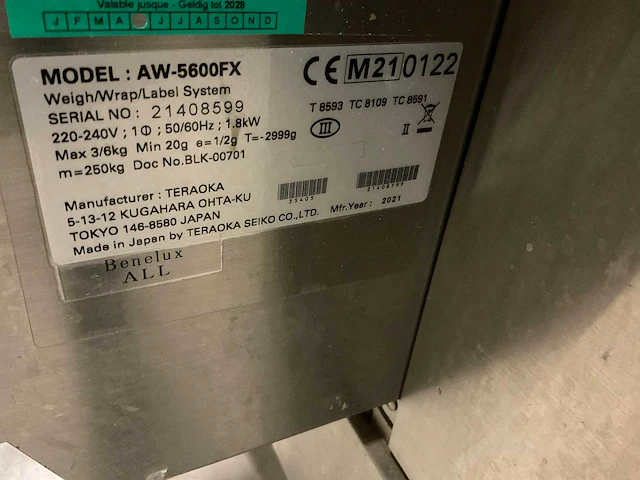 Valable jusque - Geldig tot 2028
J F M A J J A S O N D
MODEL : AW-5600FX
Weigh/Wrap/Label System
SERIAL NO : 21408599
220-240V ; 1Φ ; 50/60Hz ; 1.8kW
Max 3/6kg Min 20g e=1/2g T=-2999g
m=250kg Doc No.BLK-00701
CE M21 0122
T 8593 TC 8109 TC 8591
III II
Manufacturer : TERAOKA
5-13-12 KUGAHARA OHTA-KU
TOKYO 146-8580 JAPAN
Made in Japan by TERAOKA SEIKO CO.,LTD.
55405
21408599
Mfr.Year : 2021
Benelux
ALL